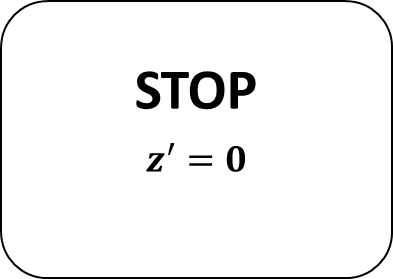 STOP
z′ = 0